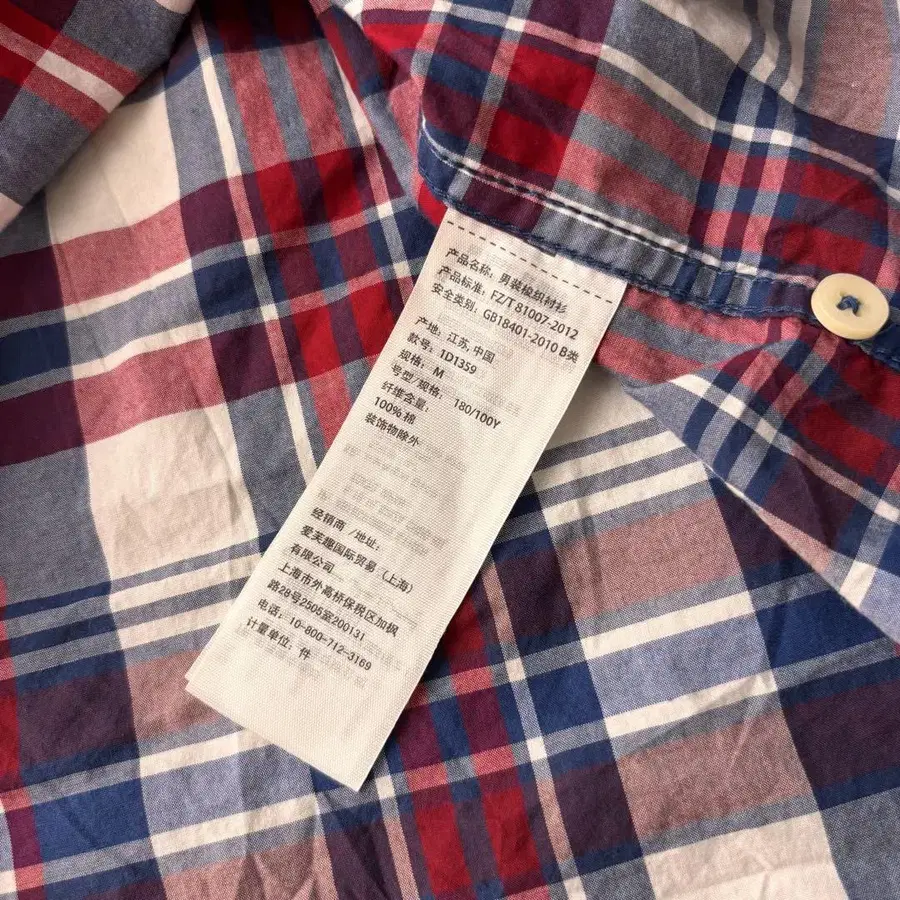 产品名称: 男装梭织衬衫
产品标准: FZ/T 81007-2012
安全类别: GB18401-2010 B类
产地: 江苏, 中国
款号: 1D1359
规格: M
号型/规格: 180/100Y
纤维含量:
100% 棉
装饰物除外
经销商 /地址:
爱芙趣国际贸易 (上海)
有限公司
上海市外高桥保税区加枫
路28号2505室200131
电话: 10-800-712-3169
计量单位: 件